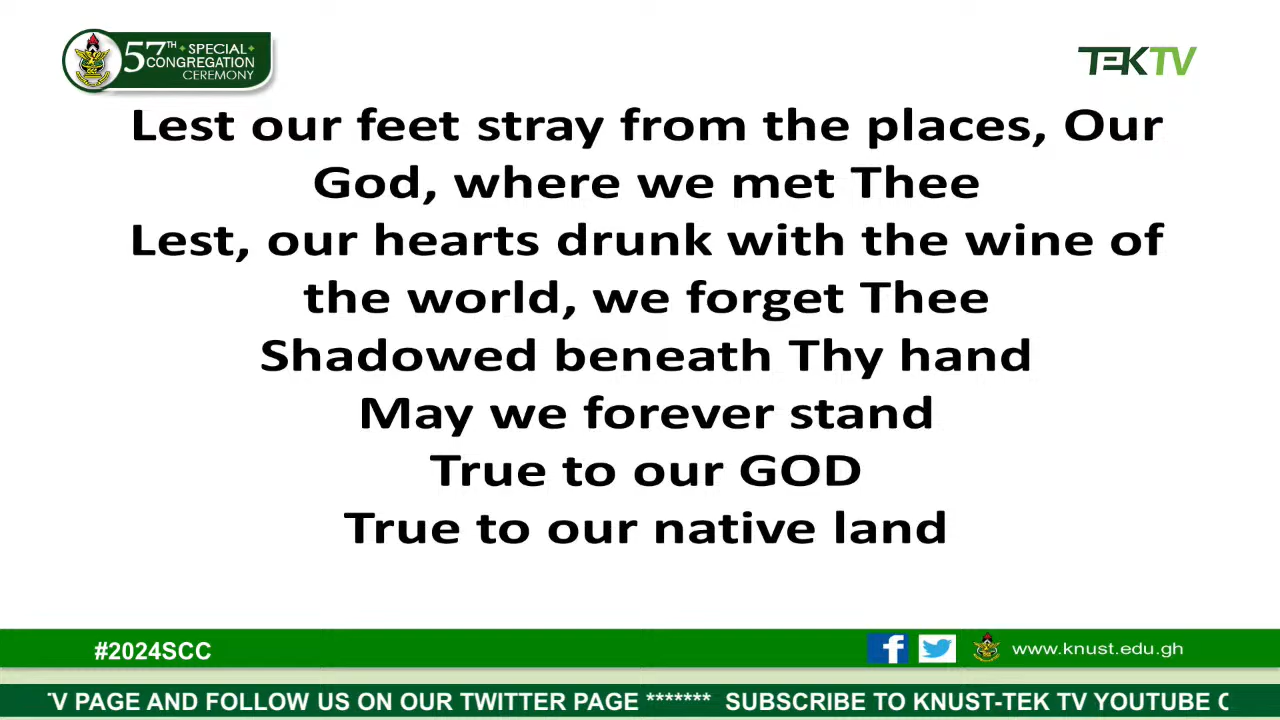 57TH SPECIAL
CONGREGATION
CEREMONY
TEKTV
Lest our feet stray from the places, Our
God, where we met Thee
Lest, our hearts drunk with the wine of
the world, we forget Thee
Shadowed beneath Thy hand
May we forever stand
True to our GOD
True to our native land
#2024SCC
www.knust.edu.gh
V PAGE AND FOLLOW US ON OUR TWITTER PAGE ******* SUBSCRIBE TO KNUST-TEK TV YOUTUBE